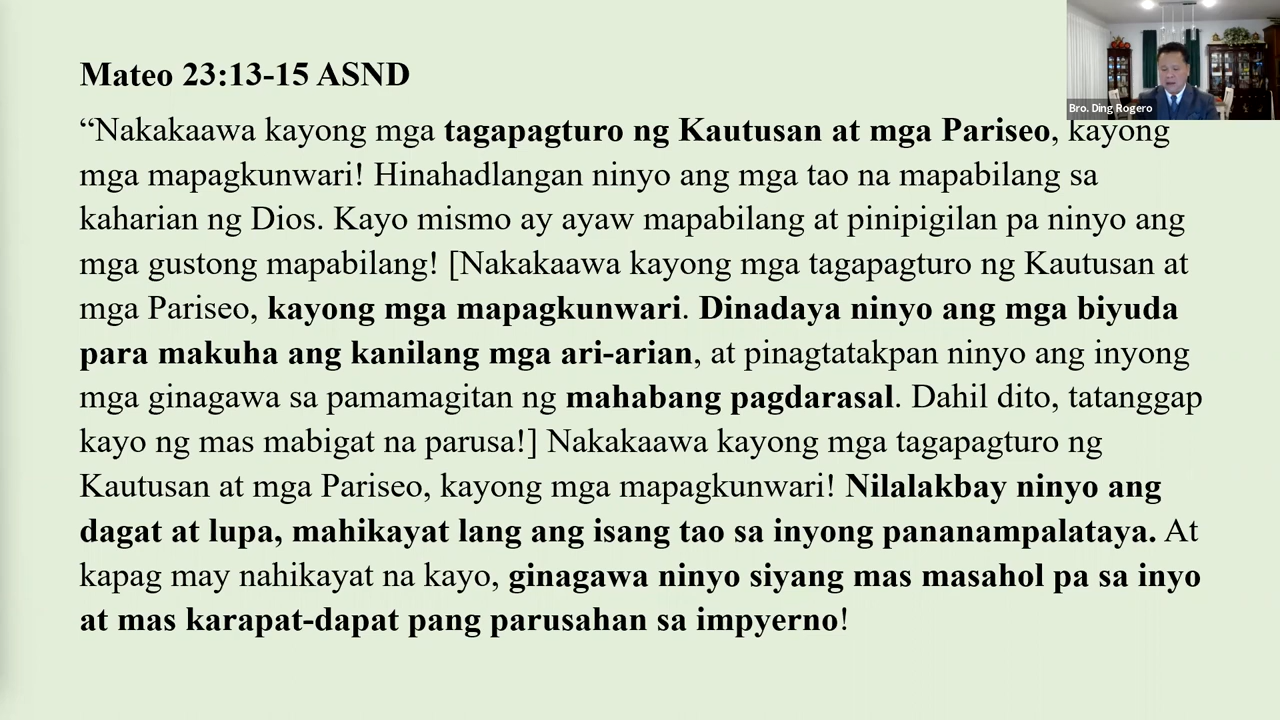 Mateo 23:13-15 ASND
Bro. Ding Rogero
“Nakakaawa kayong mga tagapagturo ng Kautusan at mga Pariseo, kayong
mga mapagkunwari! Hinahadlangan ninyo ang mga tao na mapabilang sa
kaharian ng Dios. Kayo mismo ay ayaw mapabilang at pinipigilan pa ninyo ang
mga gustong mapabilang! [Nakakaawa kayong mga tagapagturo ng Kautusan at
mga Pariseo, kayong mga mapagkunwari. Dinadaya ninyo ang mga biyuda
para makuha ang kanilang mga ari-arian, at pinagtatakpan ninyo ang inyong
mga ginagawa sa pamamagitan ng mahabang pagdarasal. Dahil dito, tatanggap
kayo ng mas mabigat na parusa!] Nakakaawa kayong mga tagapagturo ng
Kautusan at mga Pariseo, kayong mga mapagkunwari! Nilalakbay ninyo ang
dagat at lupa, mahikayat lang ang isang tao sa inyong pananampalataya. At
kapag may nahikayat na kayo, ginagawa ninyo siyang mas masahol pa sa inyo
at mas karapat-dapat pang parusahan sa impyerno!